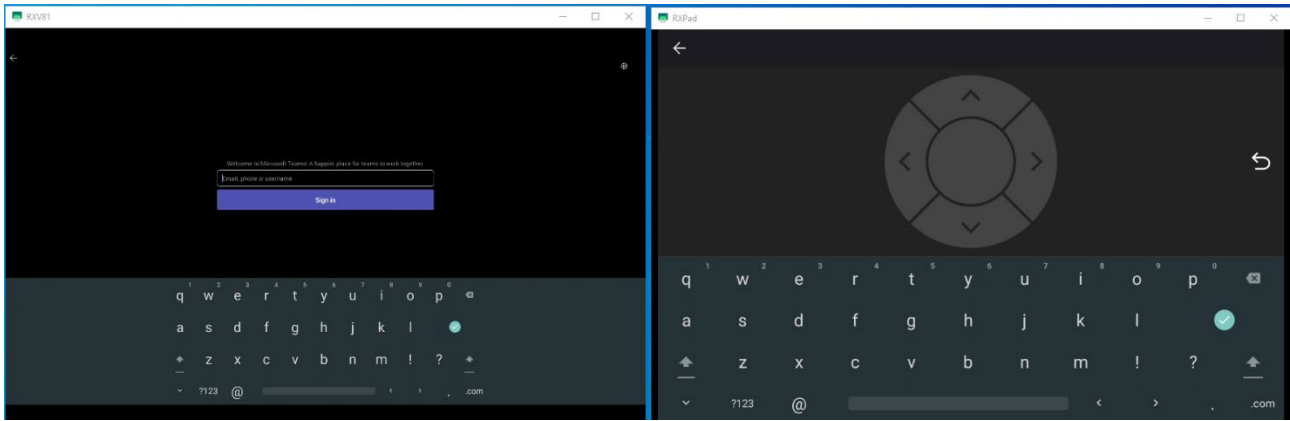 RXV81
Welcome to Microsoft Teams! A happier place for teams to work together.
Email, phone or username
Sign in
1 2 3 4 5 6 7 8 9 0
q w e r t y u i o p
a s d f g h j k l
z x c v b n m ! ?
?123 @ ‹ › . .com
RXPad
1 2 3 4 5 6 7 8 9 0
q w e r t y u i o p
a s d f g h j k l
z x c v b n m ! ?
?123 @ ‹ › . .com